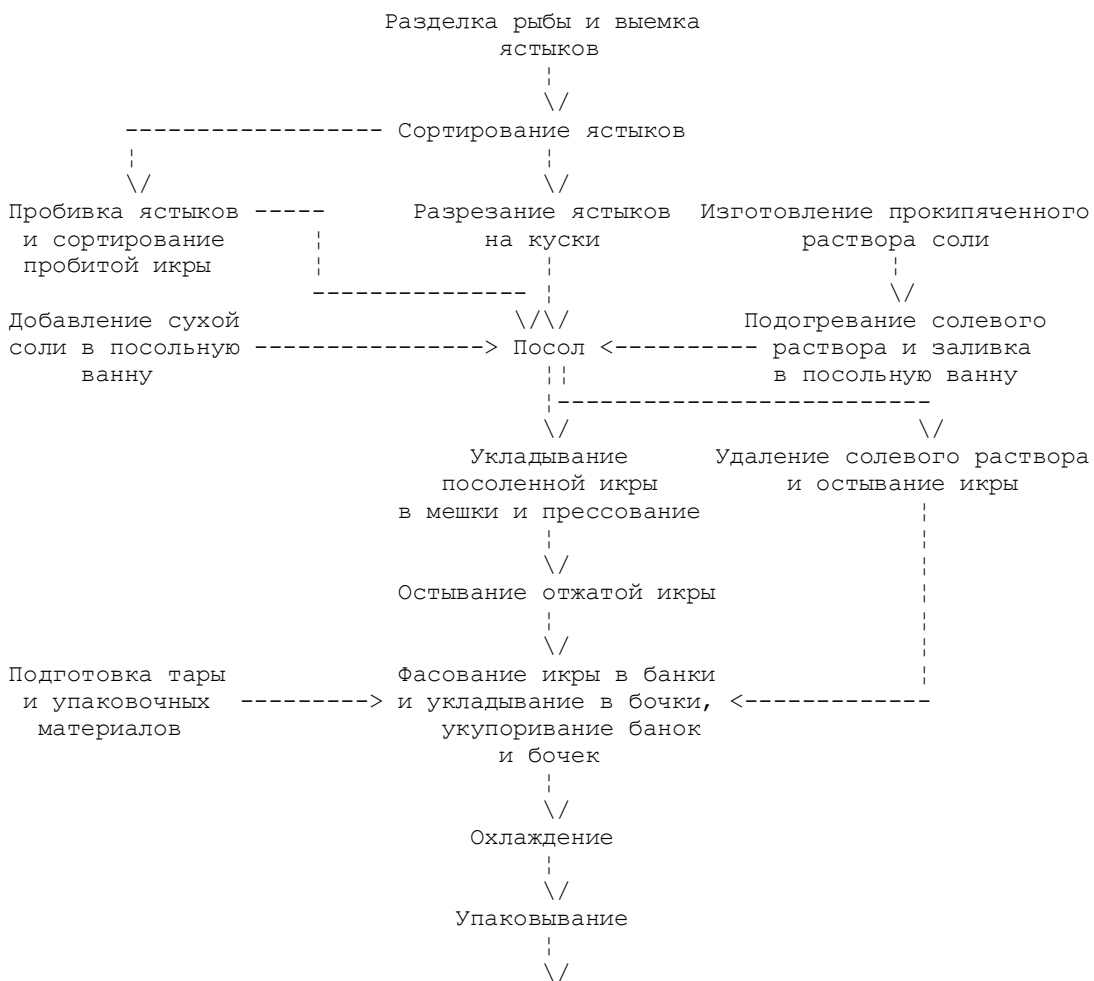 Разделка рыбы и выемка
ястыков
Сортирование ястыков
Пробивка ястыков
и сортирование
пробитой икры
Разрезание ястыков
на куски
Изготовление прокипяченного
раствора соли
Добавление сухой
соли в посольную
ванну
Посол
Подогревание солевого
раствора и заливка
в посольную ванну
Укладывание
посоленной икры
в мешки и прессование
Удаление солевого раствора
и остывание икры
Остывание отжатой икры
Подготовка тары
и упаковочных
материалов
Фасование икры в банки
и укладывание в бочки,
укупоривание банок
и бочек
Охлаждение
Упаковывание